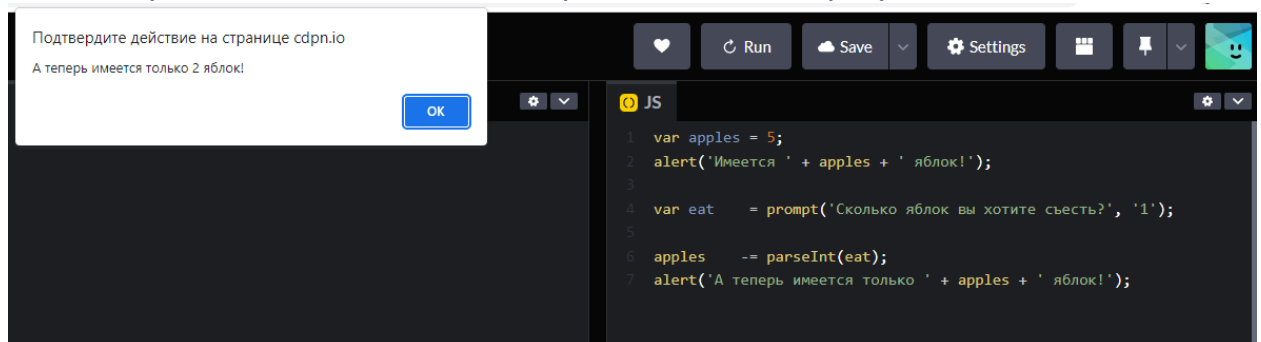 Подтвердите действие на странице cdpn.io
А теперь имеется только 2 яблок!
OK
Run
Save
Settings
JS
1 var apples = 5;
2 alert('Имеется ' + apples + ' яблок!');
3
4 var eat    = prompt('Сколько яблок вы хотите съесть?', '1');
5
6 apples    -= parseInt(eat);
7 alert('А теперь имеется только ' + apples + ' яблок!');